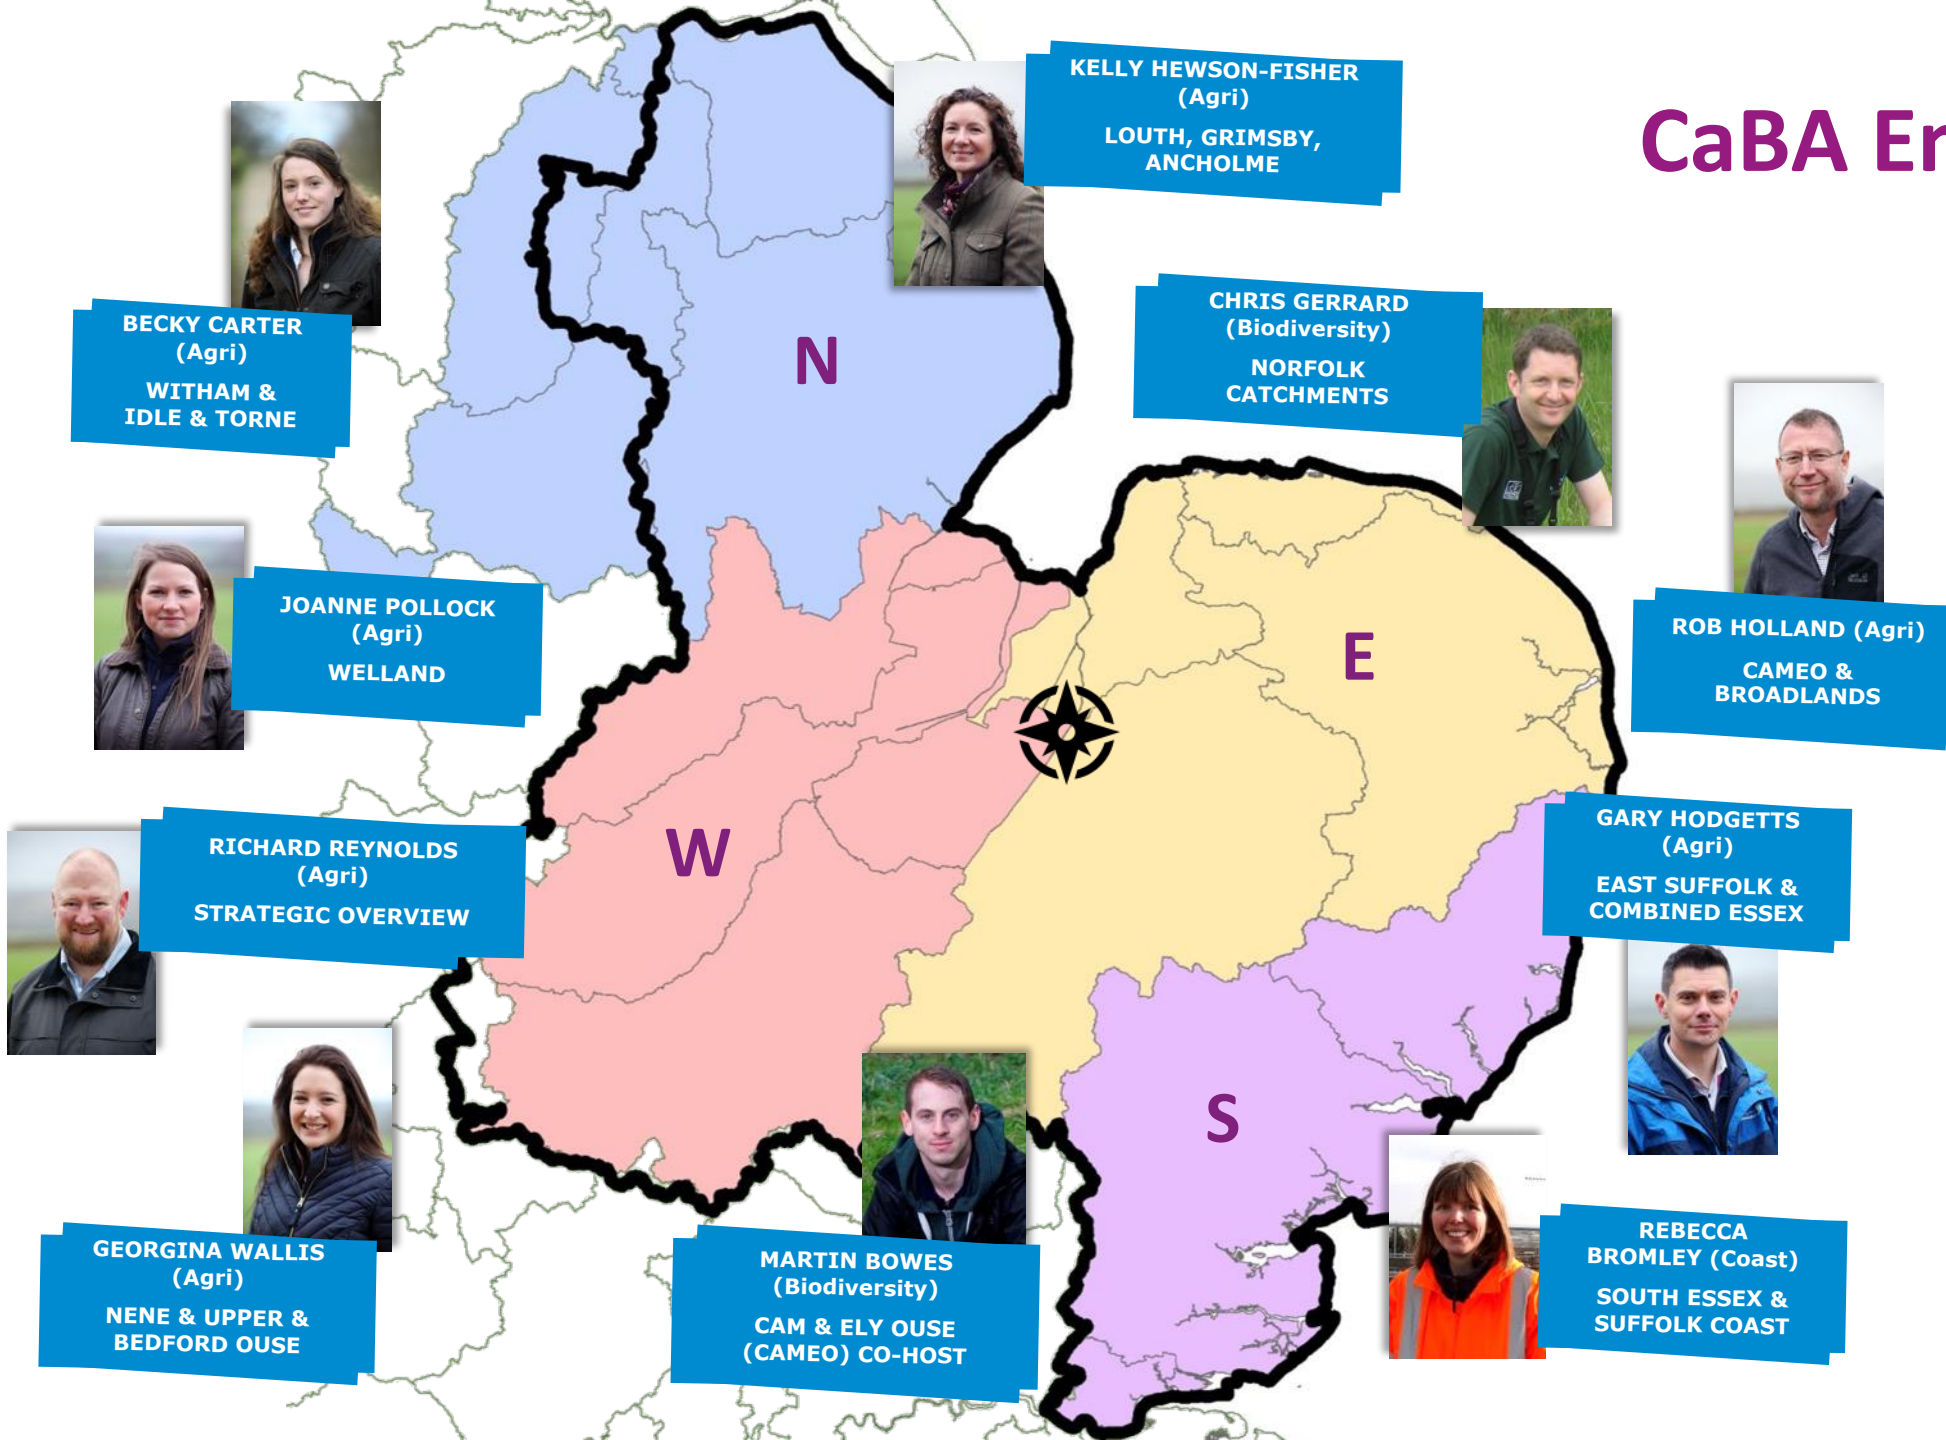 KELLY HEWSON-FISHER
(Agri)
LOUTH, GRIMSBY,
ANCHOLME
CaBA Er
BECKY CARTER
(Agri)
WITHAM &
IDLE & TORNE
N
CHRIS GERRARD
(Biodiversity)
NORFOLK
CATCHMENTS
JOANNE POLLOCK
(Agri)
WELLAND
E
ROB HOLLAND (Agri)
CAMEO &
BROADLANDS
RICHARD REYNOLDS
(Agri)
STRATEGIC OVERVIEW
W
GARY HODGETTS
(Agri)
EAST SUFFOLK &
COMBINED ESSEX
S
GEORGINA WALLIS
(Agri)
NENE & UPPER &
BEDFORD OUSE
MARTIN BOWES
(Biodiversity)
CAM & ELY OUSE
(CAMEO) CO-HOST
REBECCA
BROMLEY (Coast)
SOUTH ESSEX &
SUFFOLK COAST